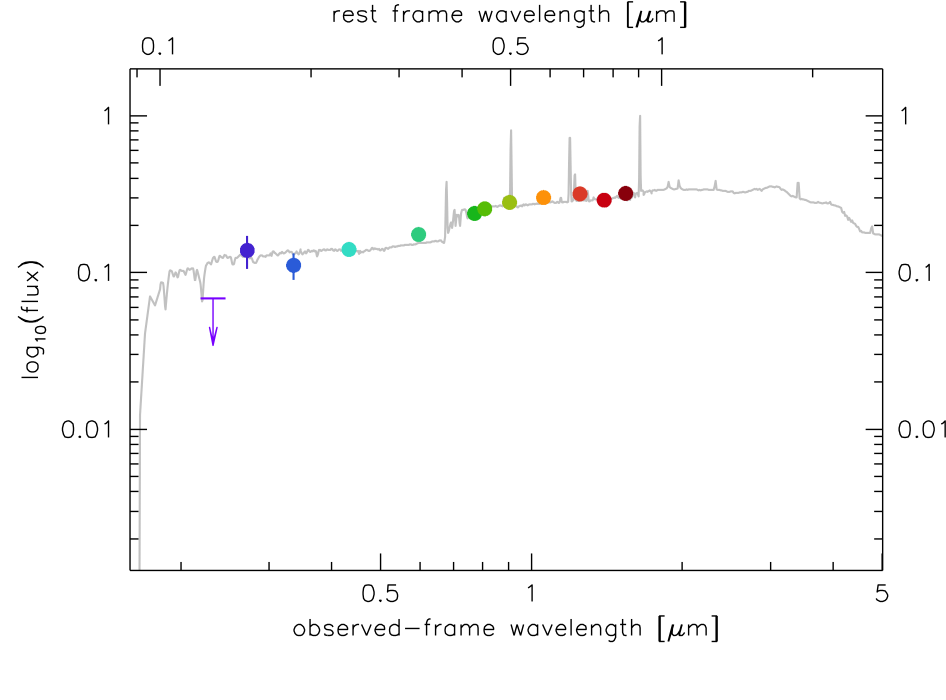 rest frame wavelength [μm]
0.1 0.5 1
1 1
0.1 0.1
0.01 0.01
log10(flux)
0.5 1 5
observed-frame wavelength [μm]